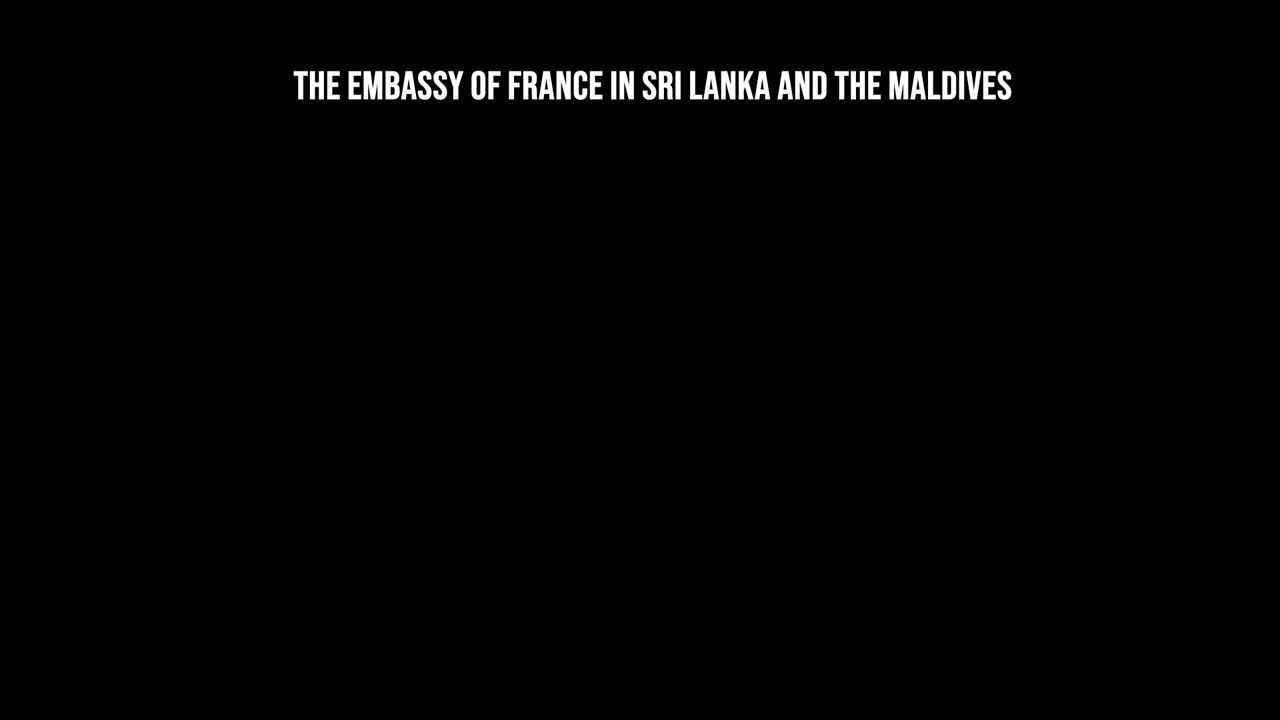 THE EMBASSY OF FRANCE IN SRI LANKA AND THE MALDIVES